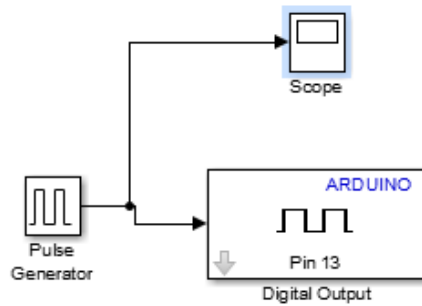 Scope
ARDUINO
Pin 13
Pulse
Generator
Digital Output